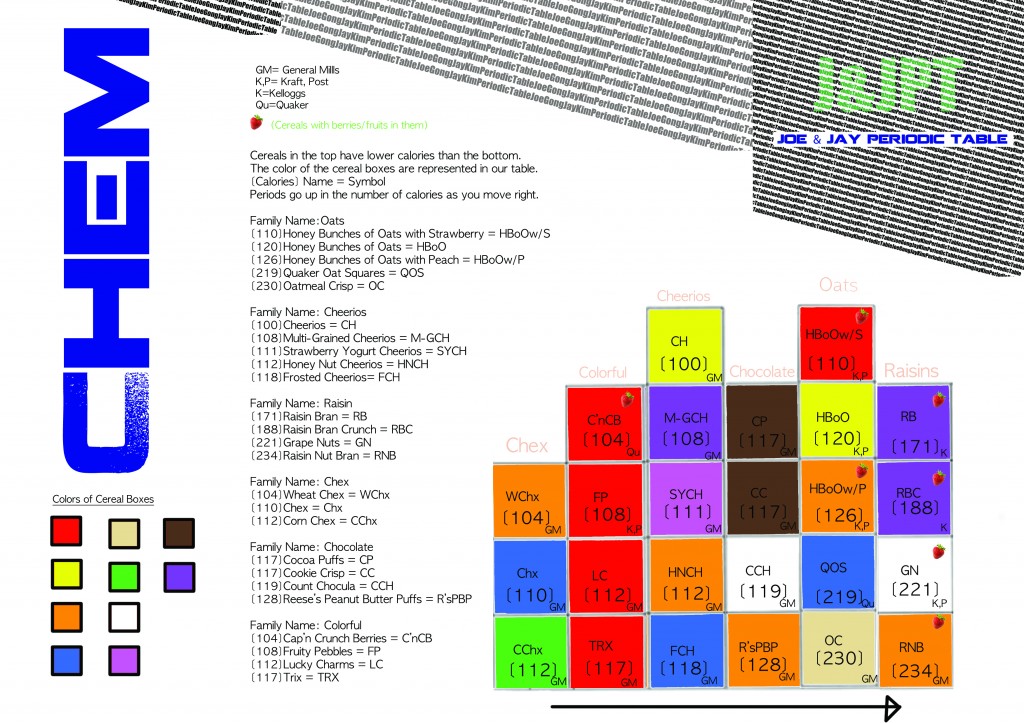 CHEM
JoeGongJayKimPeriodicTable
JeJPT
JOE & JAY PERIODIC TABLE
GM= General Mills
K,P= Kraft, Post
K=Kelloggs
Qu=Quaker
(Cereals with berries/fruits in them)
Cereals in the top have lower calories than the bottom.
The color of the cereal boxes are represented in our table.
(Calories) Name = Symbol
Periods go up in the number of calories as you move right.
Family Name:Oats
(110)Honey Bunches of Oats with Strawberry = HBoOw/S
(120)Honey Bunches of Oats = HBoO
(126)Honey Bunches of Oats with Peach = HBoOw/P
(219)Quaker Oat Squares = QOS
(230)Oatmeal Crisp = OC
Family Name: Cheerios
(100)Cheerios = CH
(108)Multi-Grained Cheerios = M-GCH
(111)Strawberry Yogurt Cheerios = SYCH
(112)Honey Nut Cheerios = HNCH
(118)Frosted Cheerios= FCH
Family Name: Raisin
(171)Raisin Bran = RB
(188)Raisin Bran Crunch = RBC
(221)Grape Nuts = GN
(234)Raisin Nut Bran = RNB
Family Name: Chex
(104)Wheat Chex = WChx
(110)Chex = Chx
(112)Corn Chex = CChx
Family Name: Chocolate
(117)Cocoa Puffs = CP
(117)Cookie Crisp = CC
(119)Count Chocula = CCH
(128)Reese's Peanut Butter Puffs = R'sPBP
Family Name: Colorful
(104)Cap'n Crunch Berries = C'nCB
(108)Fruity Pebbles = FP
(112)Lucky Charms = LC
(117)Trix = TRX
Colors of Cereal Boxes
Chex
WChx
(104)
GM
Chx
(110)
GM
CChx
(112)
GM
Colorful
C'nCB
(104)
Qu
FP
(108)
K,P
LC
(112)
GM
TRX
(117)
GM
Cheerios
CH
(100)
GM
M-GCH
(108)
GM
SYCH
(111)
GM
HNCH
(112)
GM
FCH
(118)
GM
Chocolate
CP
(117)
GM
CC
(117)
GM
CCH
(119)
GM
R'sPBP
(128)
GM
Oats
HBoOw/S
(110)
K,P
HBoO
(120)
K,P
HBoOw/P
(126)
K,P
QOS
(219)
Qu
OC
(230)
GM
Raisins
RB
(171)
K
RBC
(188)
K
GN
(221)
K,P
RNB
(234)
GM